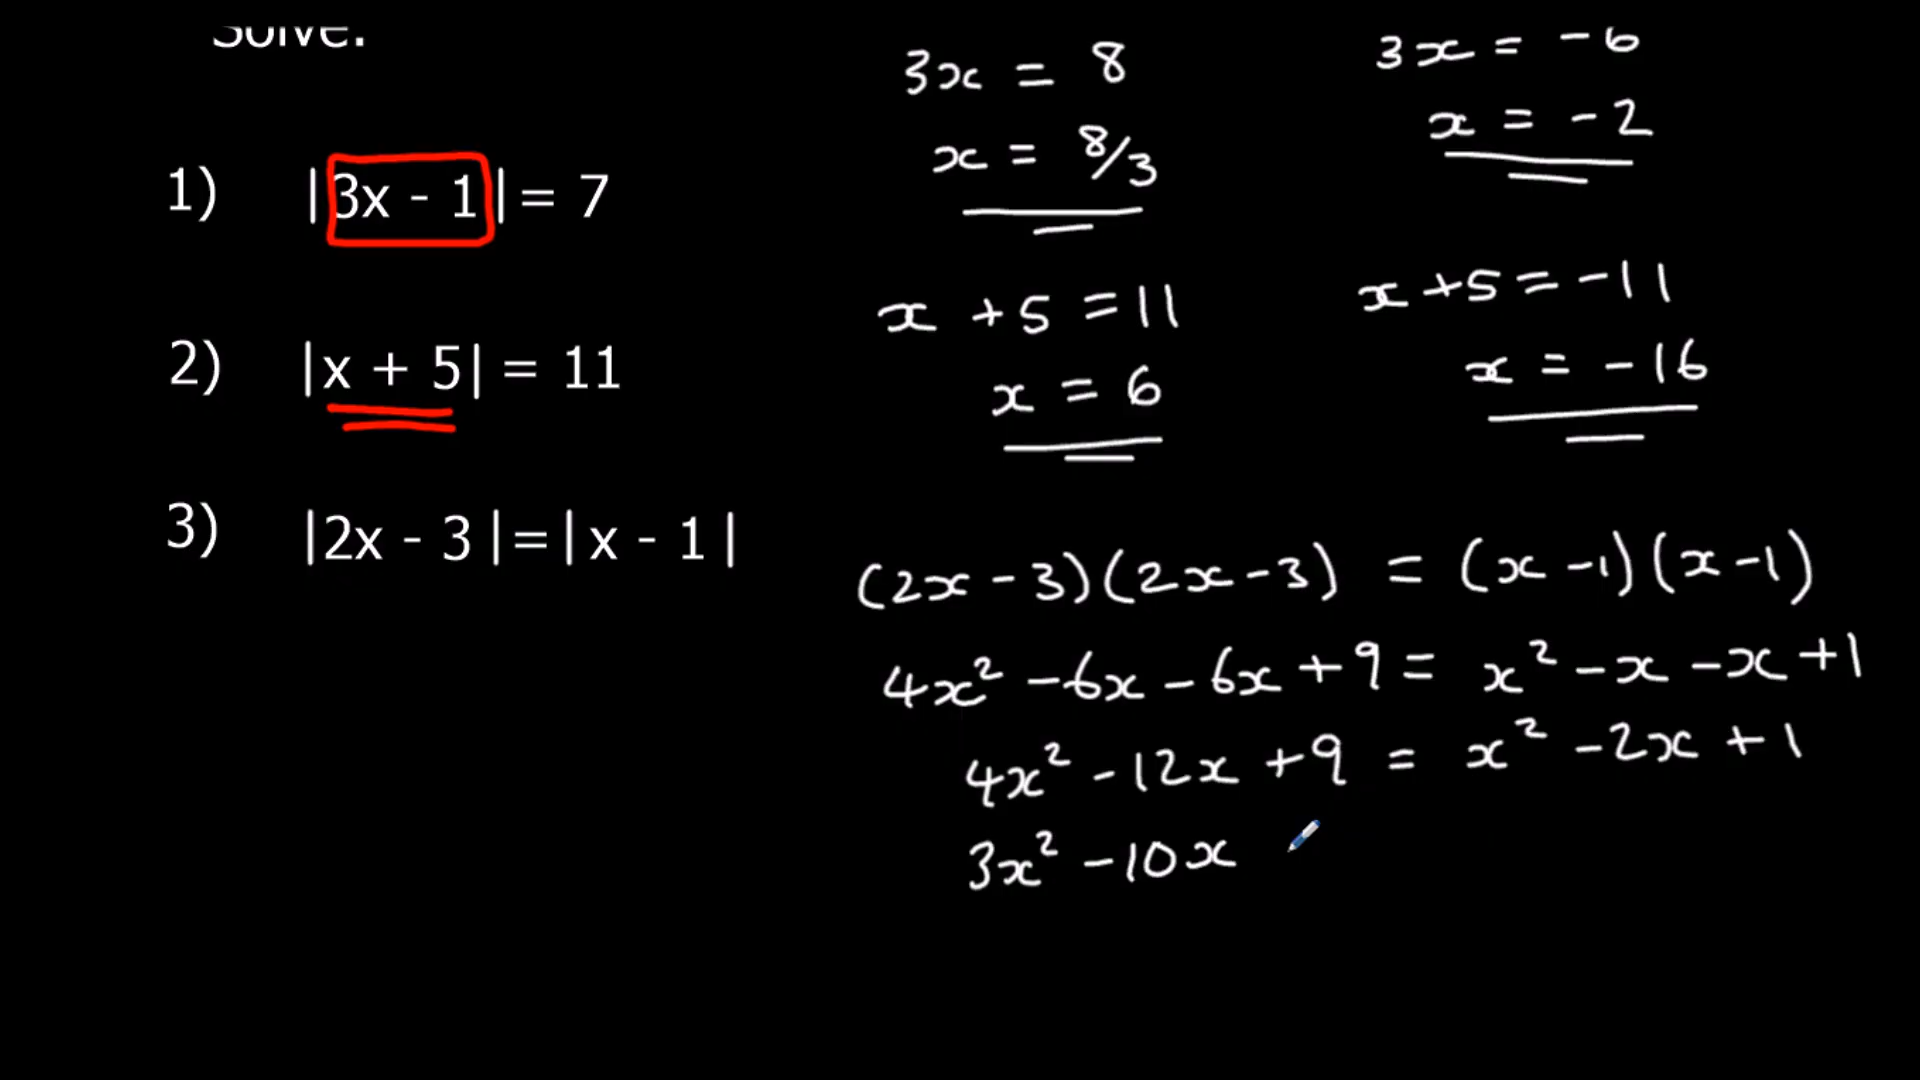 Solve:
3x = 8
3x = -6
x = 8/3
x = -2
1) |3x - 1| = 7
x + 5 = 11
x + 5 = -11
2) |x + 5| = 11
x = 6
x = -16
3) |2x - 3| = |x - 1|
(2x - 3)(2x - 3) = (x - 1)(x - 1)
4x² - 6x - 6x + 9 = x² - x - x + 1
4x² - 12x + 9 = x² - 2x + 1
3x² - 10x